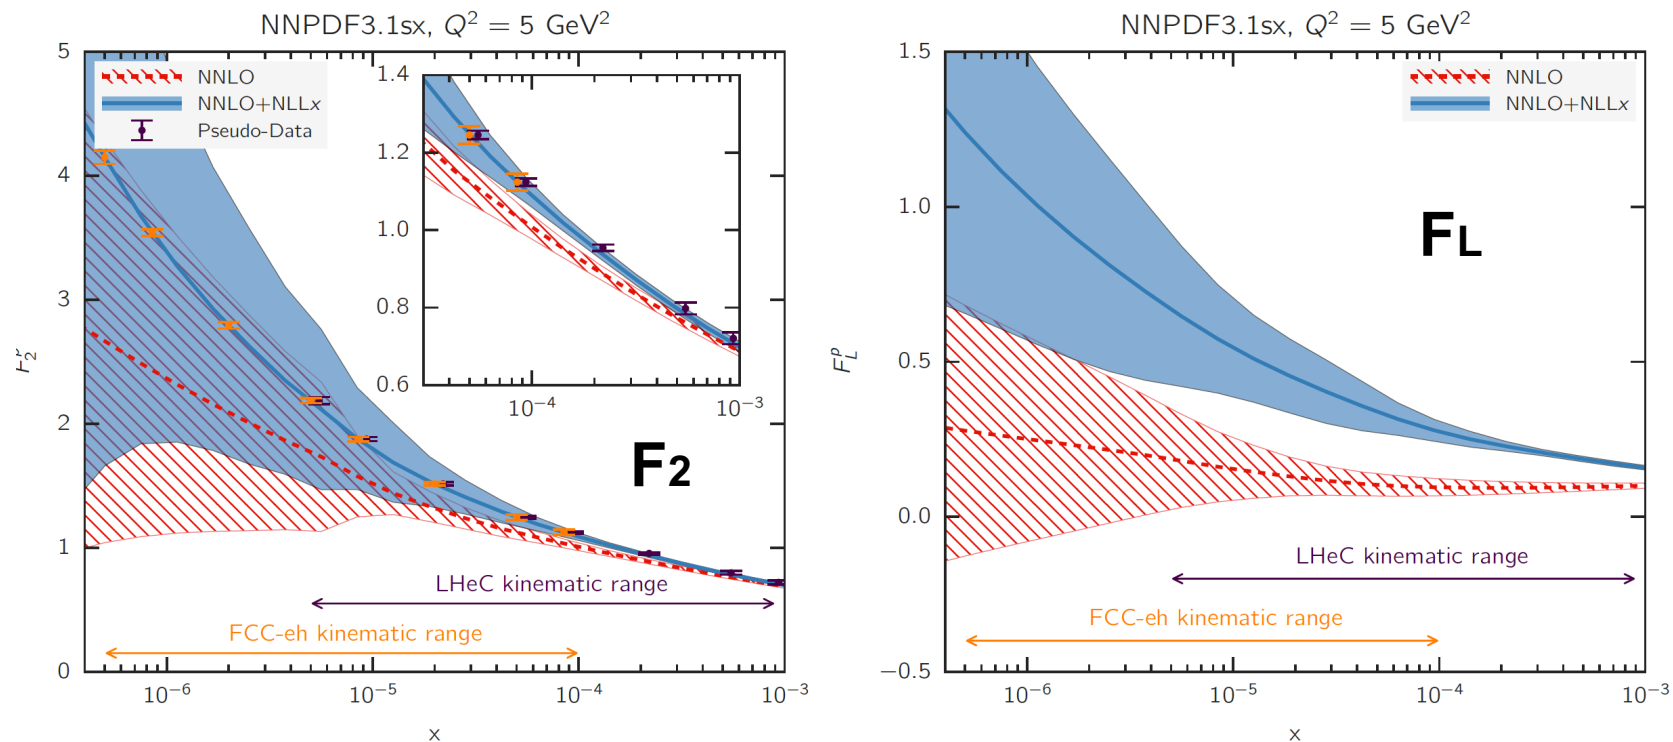 NNPDF3.1sx, Q² = 5 GeV²
5
4
3
2
1
0
F₂ᵖ
NNLO
NNLO+NLLx
Pseudo-Data
1.4
1.2
1.0
0.8
0.6
10⁻⁴
10⁻³
F2
LHeC kinematic range
FCC-eh kinematic range
10⁻⁶
10⁻⁵
10⁻⁴
10⁻³
x
NNPDF3.1sx, Q² = 5 GeV²
1.5
1.0
0.5
0.0
−0.5
F_L^p
NNLO
NNLO+NLLx
FL
LHeC kinematic range
FCC-eh kinematic range
10⁻⁶
10⁻⁵
10⁻⁴
10⁻³
x